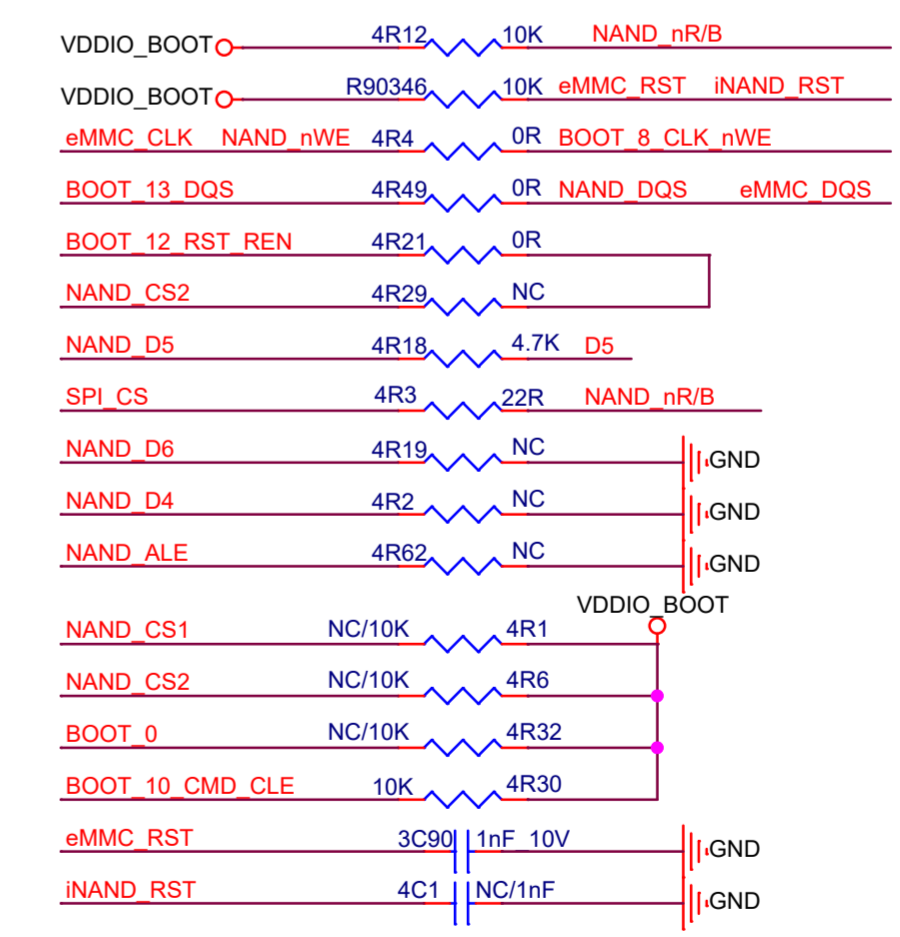 VDDIO_BOOT 4R12 10K NAND_nR/B
VDDIO_BOOT R90346 10K eMMC_RST iNAND_RST
eMMC_CLK NAND_nWE 4R4 0R BOOT_8_CLK_nWE
BOOT_13_DQS 4R49 0R NAND_DQS eMMC_DQS
BOOT_12_RST_REN 4R21 0R
NAND_CS2 4R29 NC
NAND_D5 4R18 4.7K D5
SPI_CS 4R3 22R NAND_nR/B
NAND_D6 4R19 NC GND
NAND_D4 4R2 NC GND
NAND_ALE 4R62 NC GND
VDDIO_BOOT
NAND_CS1 NC/10K 4R1
NAND_CS2 NC/10K 4R6
BOOT_0 NC/10K 4R32
BOOT_10_CMD_CLE 10K 4R30
eMMC_RST 3C90 1nF_10V GND
iNAND_RST 4C1 NC/1nF GND